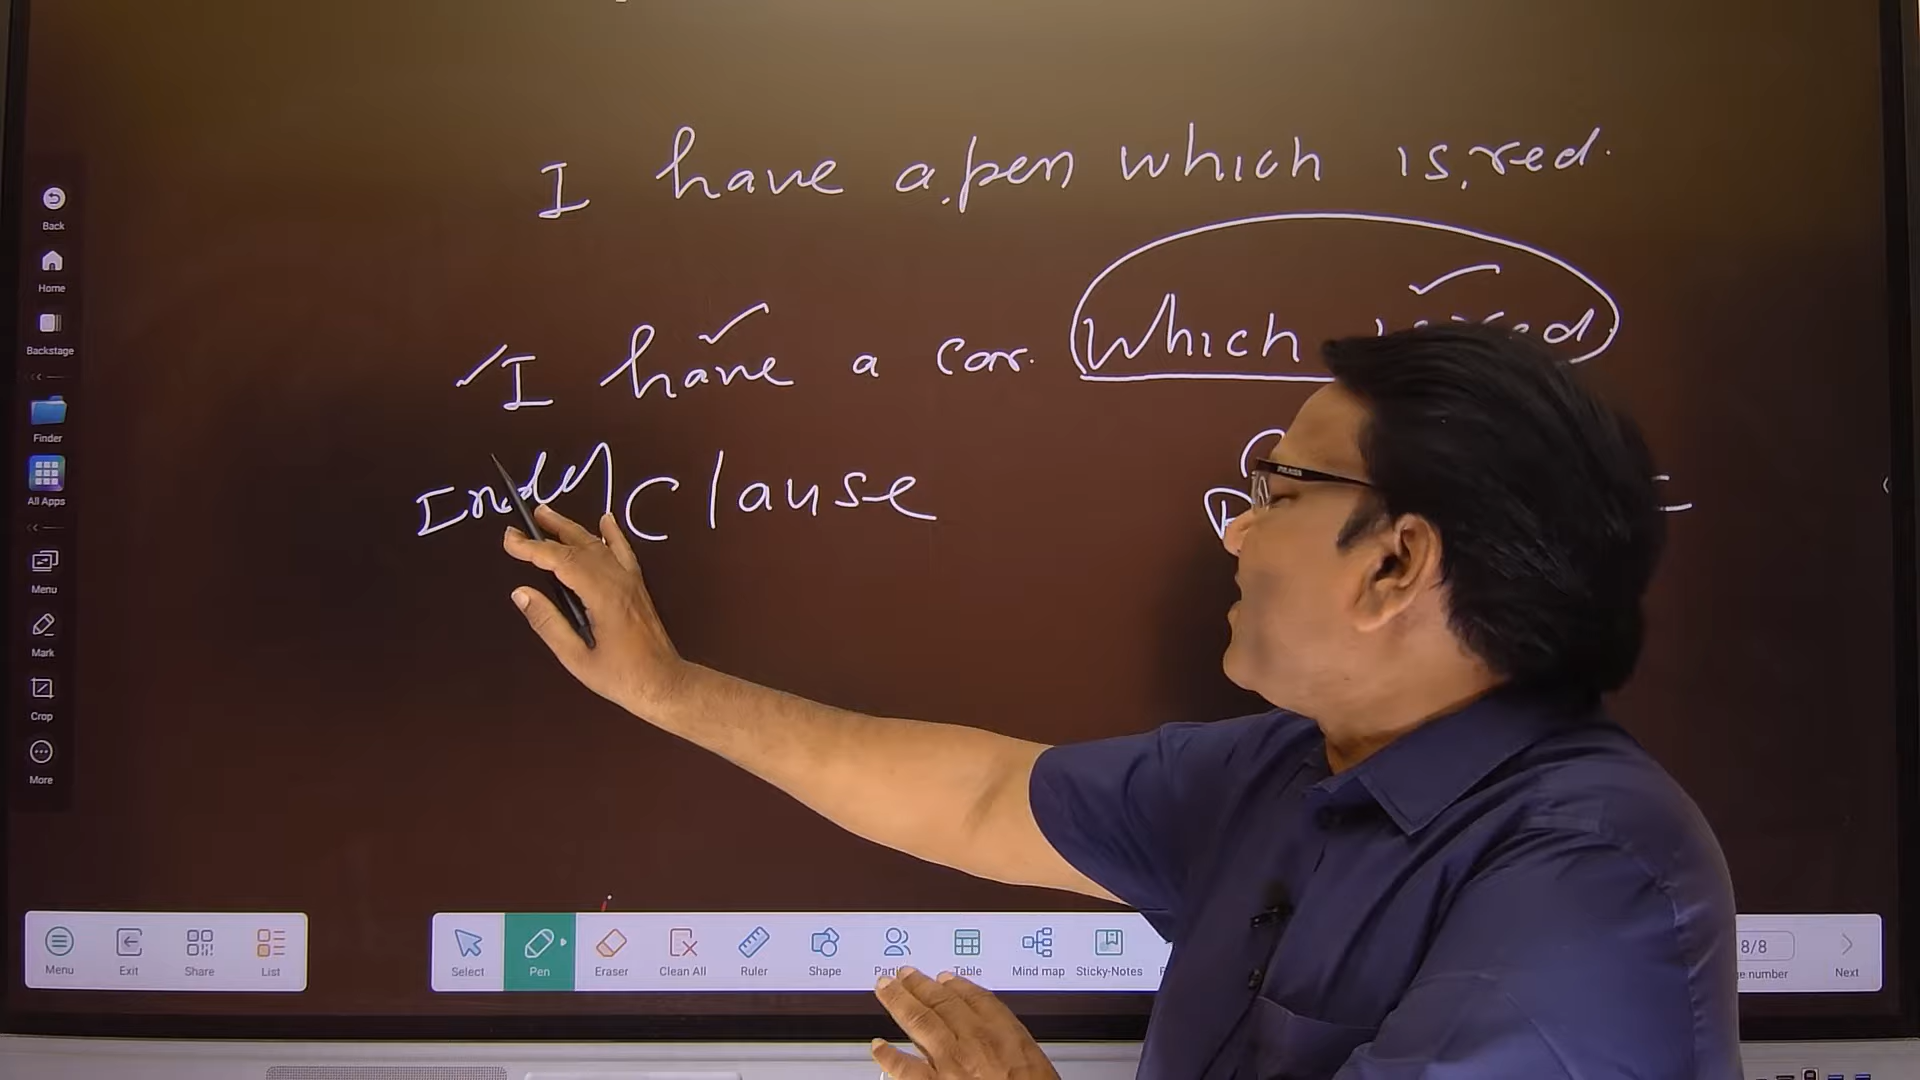 I have a pen which is red.
I have a car. which
Clause
Back
Home
Backstage
Finder
All Apps
Menu
Mark
Crop
More
Menu Exit Share List
Select Pen Eraser Clean All Ruler Shape Table Mind map Sticky-Notes
8/8
number Next